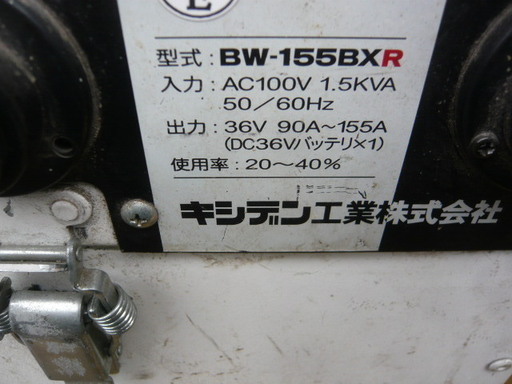 E
型式：BW-155BXR
入力：AC100V 1.5KVA
50／60Hz
出力：36V 90A～155A
(DC36Vバッテリ×1)
使用率：20～40%
キシデン工業株式会社